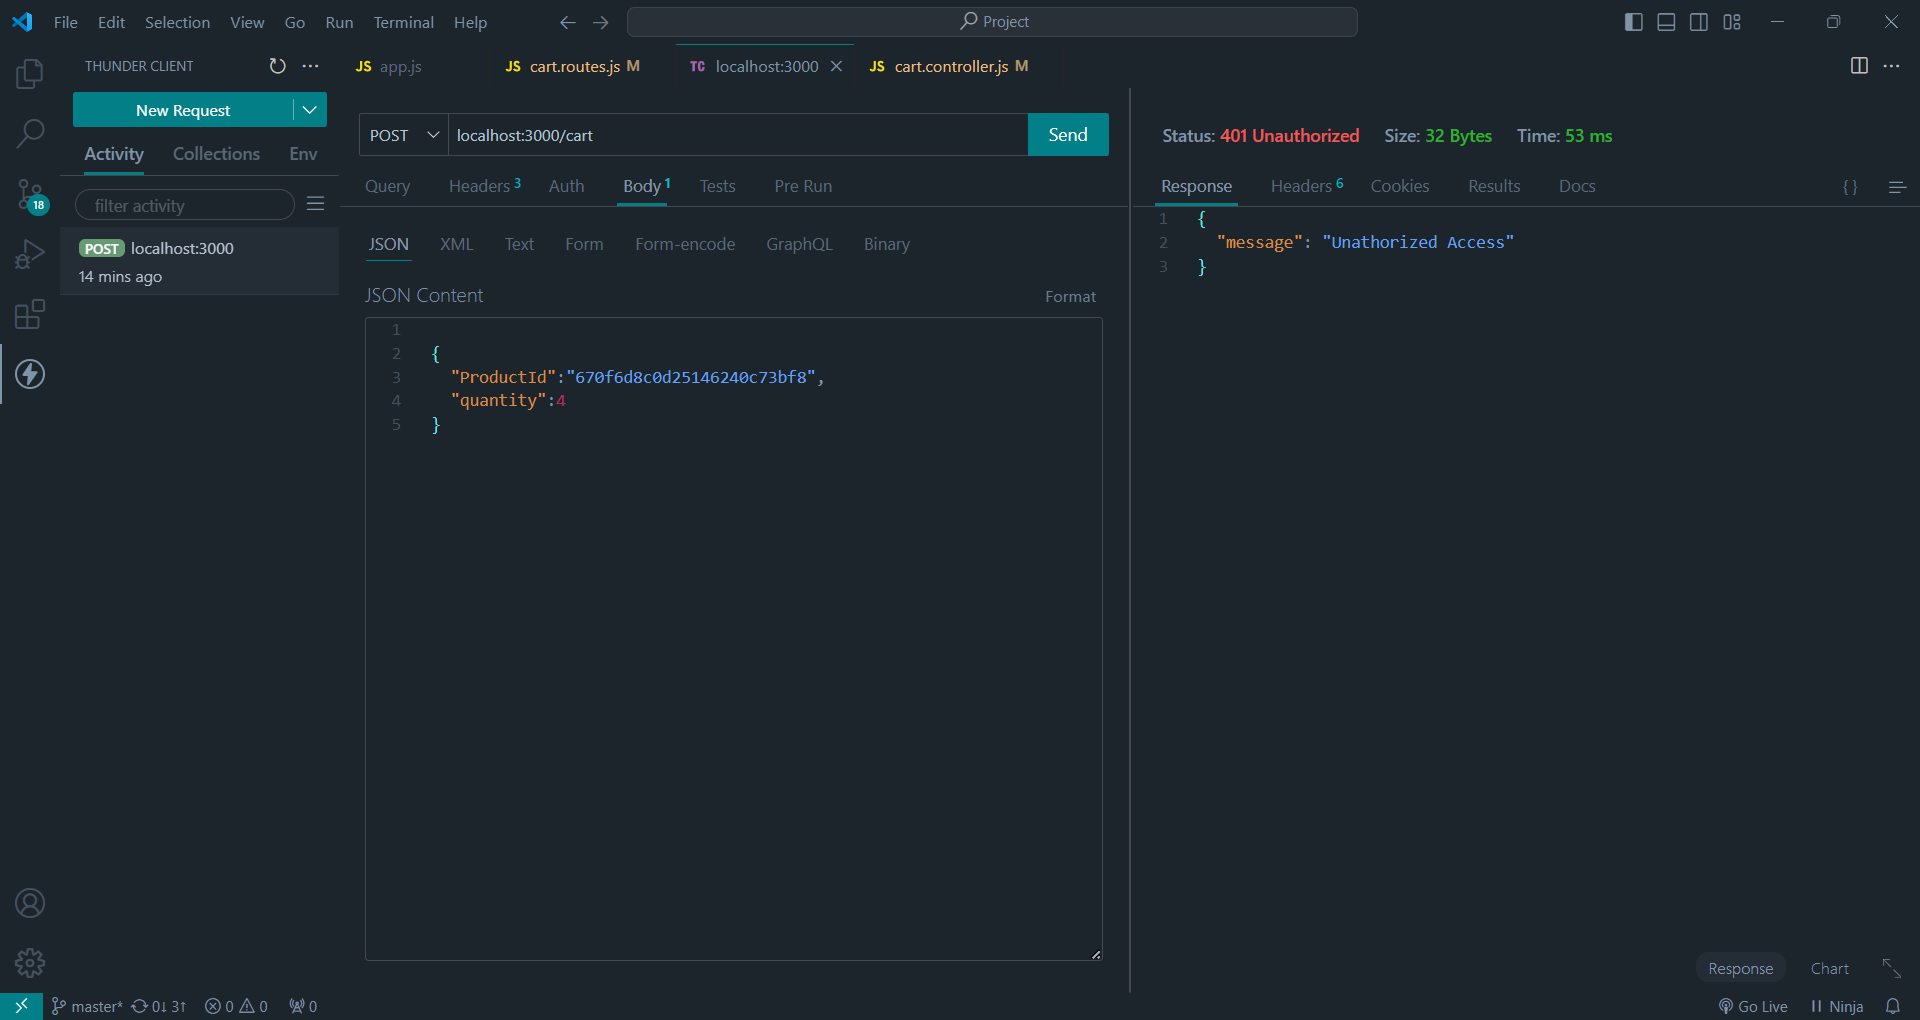 File Edit Selection View Go Run Terminal Help
Project
THUNDER CLIENT
JS app.js
JS cart.routes.js M
TC localhost:3000
JS cart.controller.js M
New Request
Activity Collections Env
filter activity
POST localhost:3000
14 mins ago
18
POST localhost:3000/cart Send
Query Headers 3 Auth Body 1 Tests Pre Run
JSON XML Text Form Form-encode GraphQL Binary
JSON Content Format
1
2 {
3 "ProductId":"670f6d8c0d25146240c73bf8",
4 "quantity":4
5 }
Status: 401 Unauthorized Size: 32 Bytes Time: 53 ms
Response Headers 6 Cookies Results Docs { }
1 {
2 "message": "Unathorized Access"
3 }
Response Chart
master* 0↓ 3↑ 0 0 0 Go Live Ninja